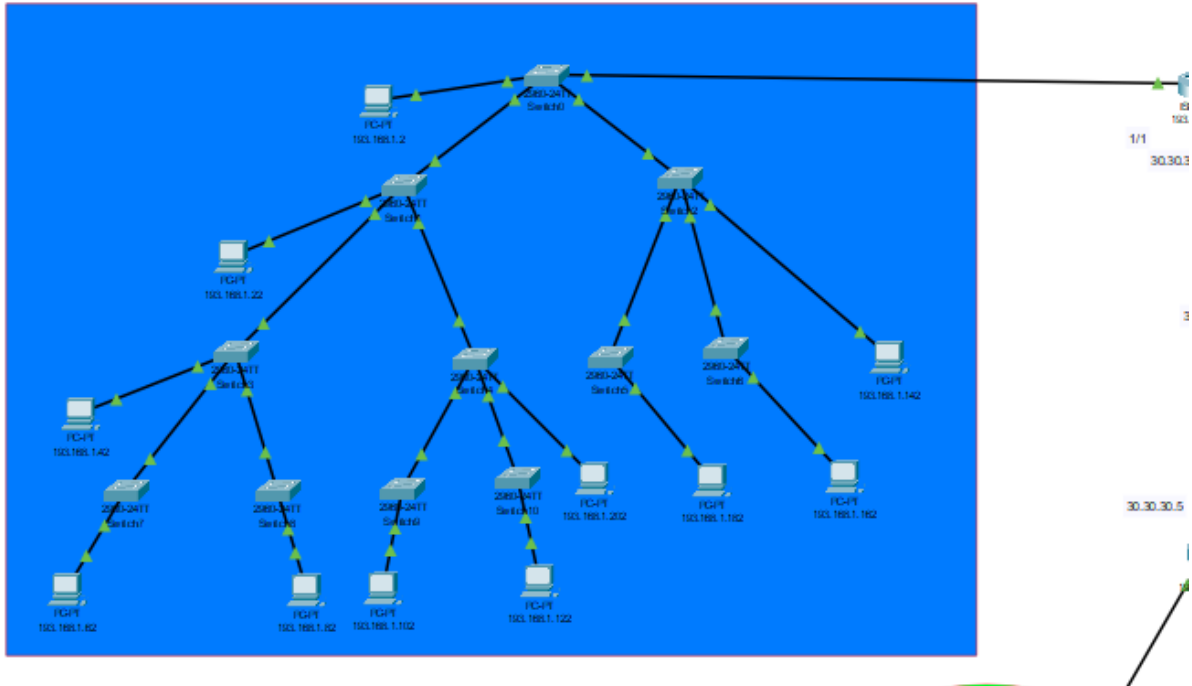 2960-24TT
Switch0
PC-PT
193.168.1.2
1/1
30.30.3
2960-24TT
2960-24TT
Switch2
PC-PT
193.168.1.22
2960-24TT
Switch3
2960-24TT
2960-24TT
Switch5
2960-24TT
Switch6
PC-PT
193.168.1.142
PC-PT
193.168.1.42
2960-24TT
Switch7
2960-24TT
2960-24TT
Switch9
2960-24TT
Switch10
PC-PT
193.168.1.202
PC-PT
193.168.1.182
PC-PT
193.168.1.162
30.30.30.5
PC-PT
193.168.1.62
PC-PT
193.168.1.82
PC-PT
193.168.1.102
PC-PT
193.168.1.122